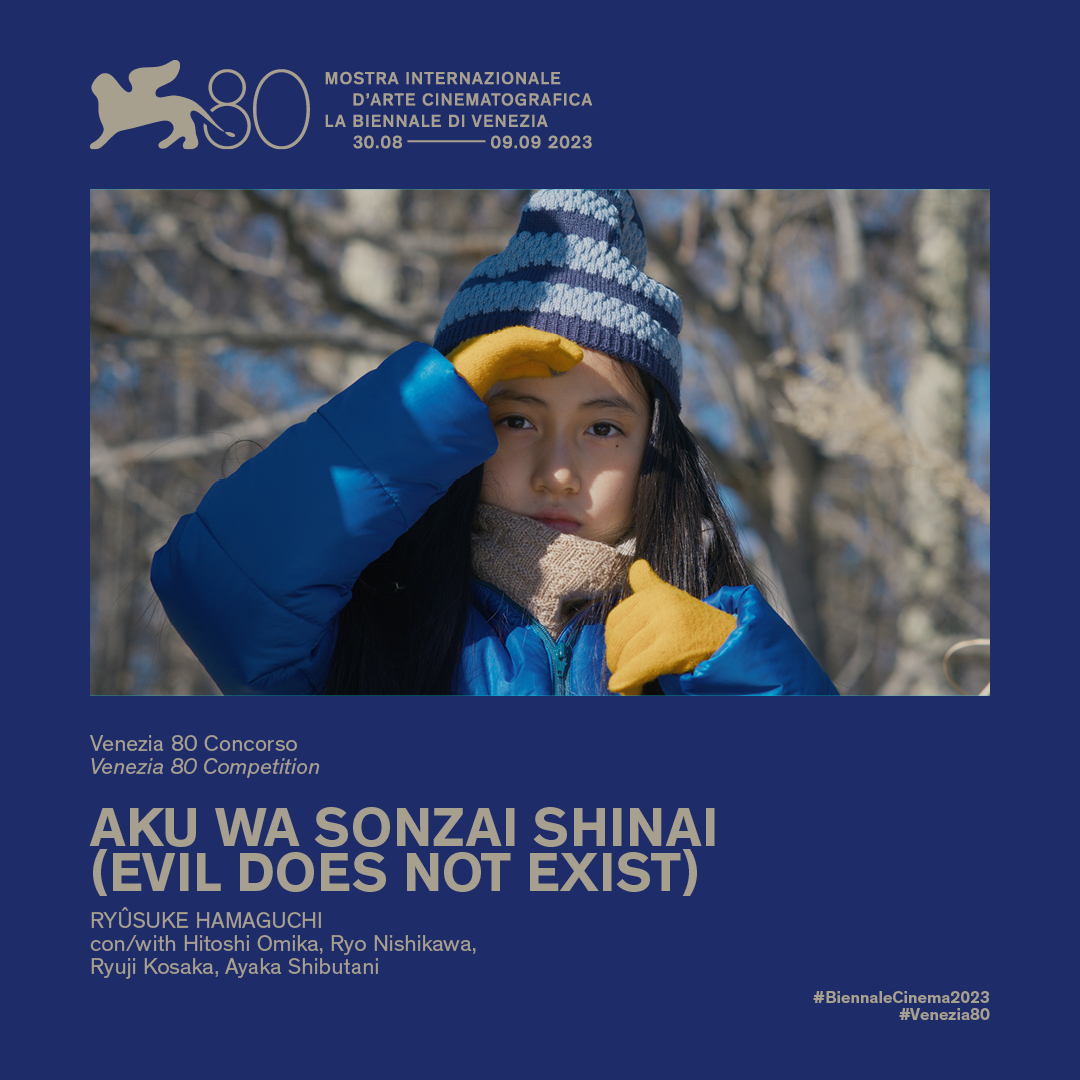 80
MOSTRA INTERNAZIONALE
D'ARTE CINEMATOGRAFICA
LA BIENNALE DI VENEZIA
30.08 — 09.09 2023
Venezia 80 Concorso
Venezia 80 Competition
AKU WA SONZAI SHINAI
(EVIL DOES NOT EXIST)
RYÛSUKE HAMAGUCHI
con/with Hitoshi Omika, Ryo Nishikawa,
Ryuji Kosaka, Ayaka Shibutani
#BiennaleCinema2023
#Venezia80